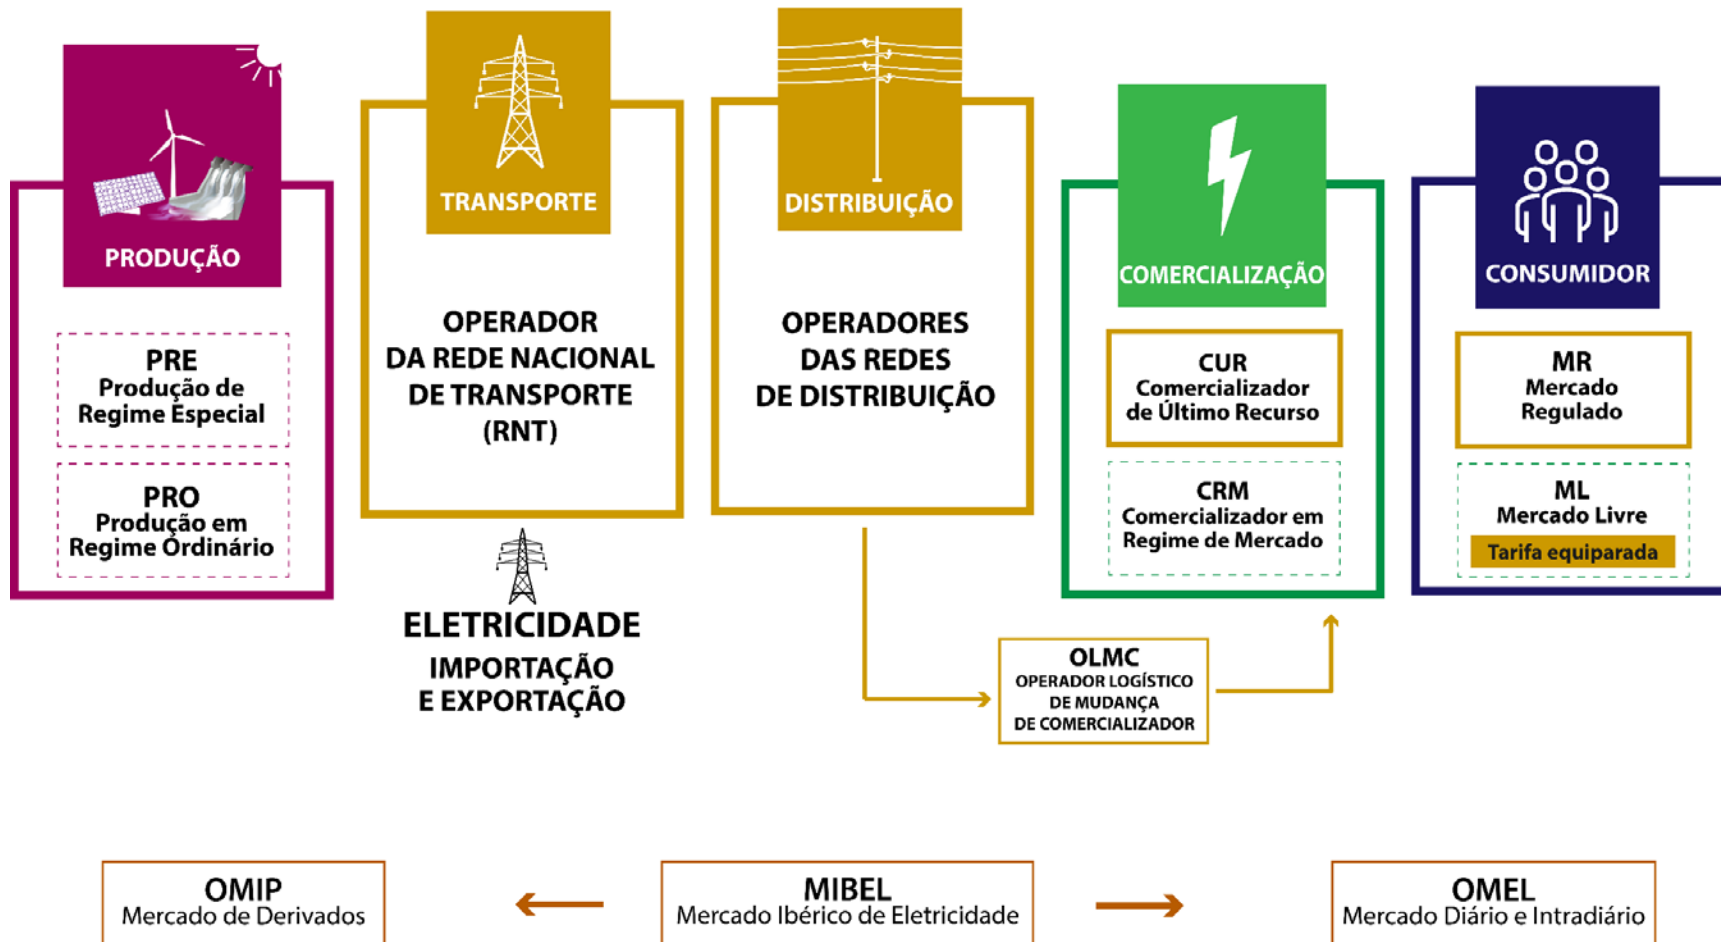 PRODUÇÃO
PRE
Produção de
Regime Especial
PRO
Produção em
Regime Ordinário
TRANSPORTE
OPERADOR
DA REDE NACIONAL
DE TRANSPORTE
(RNT)
ELETRICIDADE
IMPORTAÇÃO
E EXPORTAÇÃO
DISTRIBUIÇÃO
OPERADORES
DAS REDES
DE DISTRIBUIÇÃO
OLMC
OPERADOR LOGÍSTICO
DE MUDANÇA
DE COMERCIALIZADOR
COMERCIALIZAÇÃO
CUR
Comercializador
de Último Recurso
CRM
Comercializador em
Regime de Mercado
CONSUMIDOR
MR
Mercado
Regulado
ML
Mercado Livre
Tarifa equiparada
OMIP
Mercado de Derivados
MIBEL
Mercado Ibérico de Eletricidade
OMEL
Mercado Diário e Intradiário